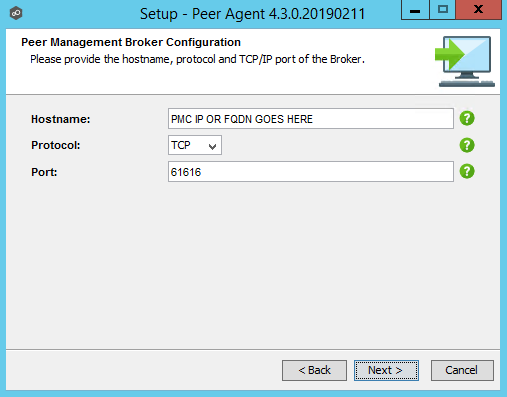 Setup - Peer Agent 4.3.0.20190211
Peer Management Broker Configuration
Please provide the hostname, protocol and TCP/IP port of the Broker.
Hostname: PMC IP OR FQDN GOES HERE
Protocol: TCP
Port: 61616
< Back Next > Cancel